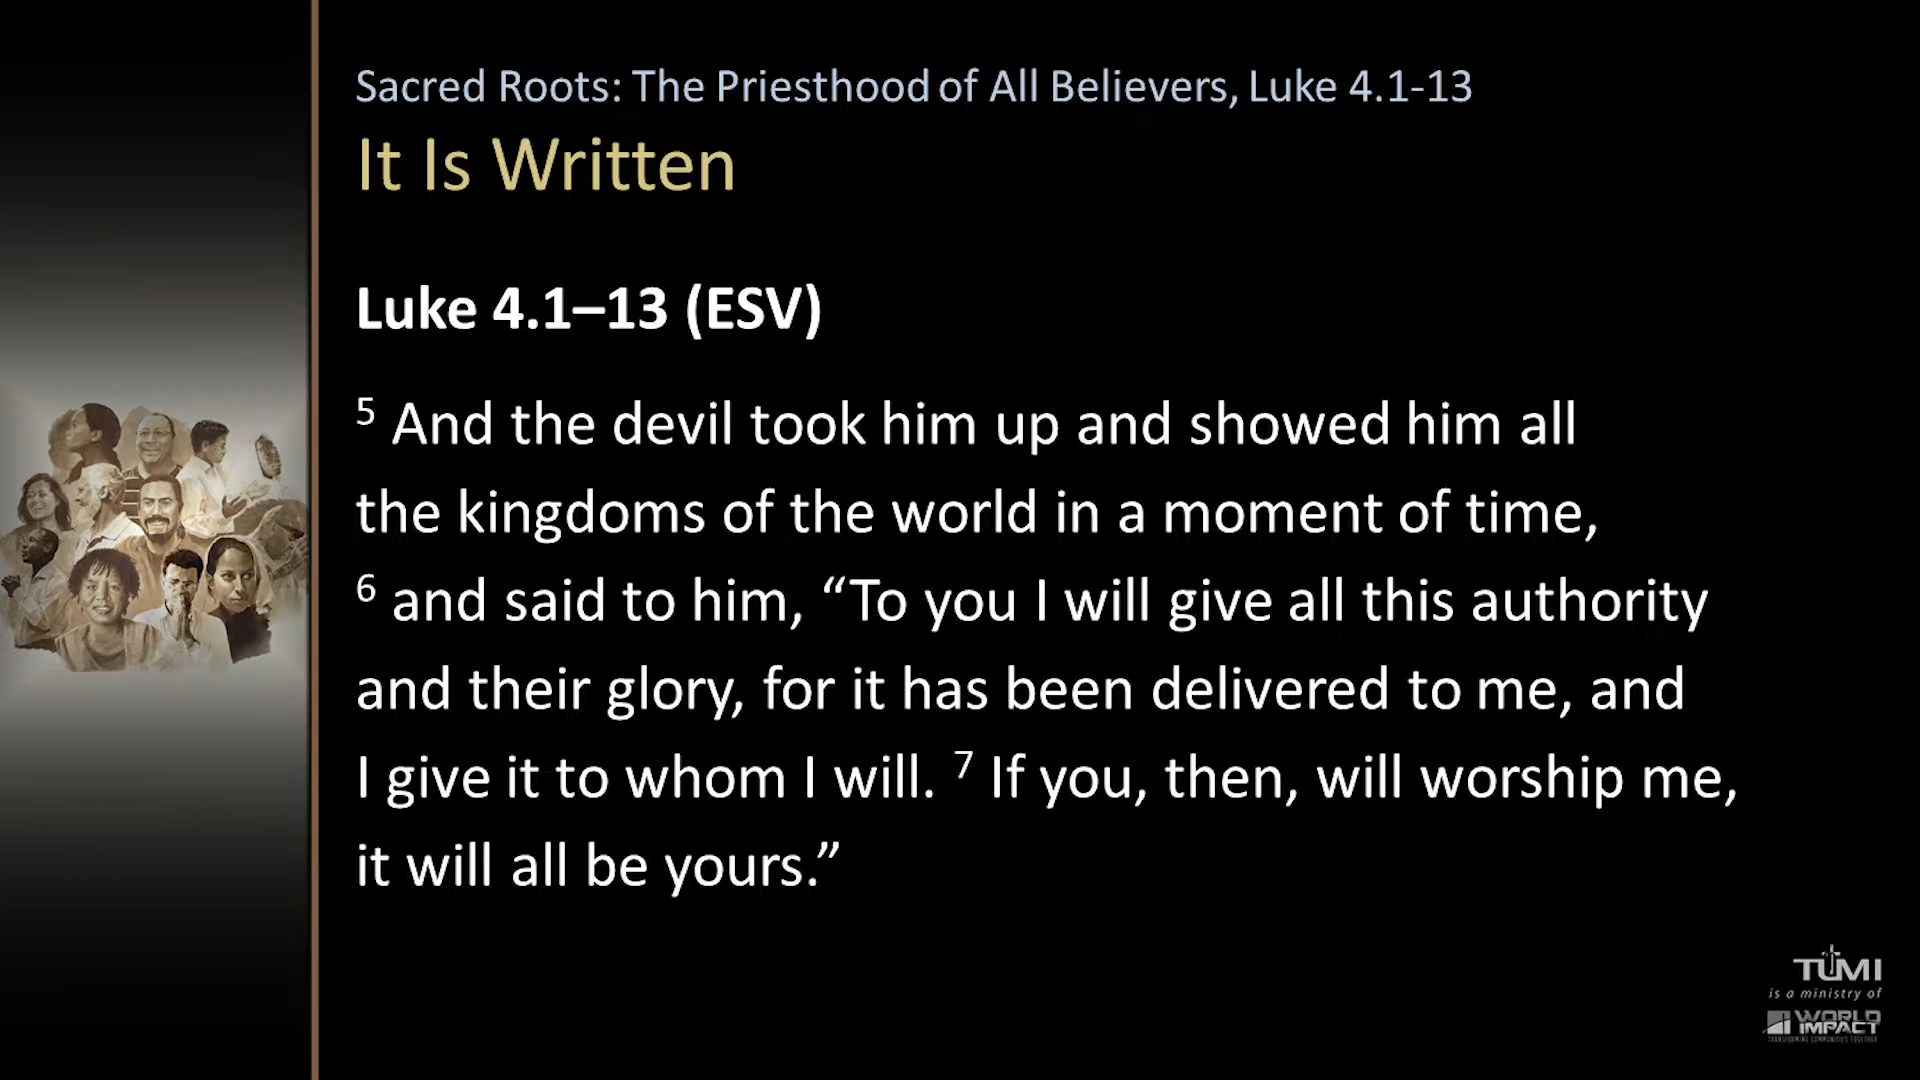 Sacred Roots: The Priesthood of All Believers, Luke 4.1-13
It Is Written
Luke 4.1–13 (ESV)
5 And the devil took him up and showed him all
the kingdoms of the world in a moment of time,
6 and said to him, “To you I will give all this authority
and their glory, for it has been delivered to me, and
I give it to whom I will. 7 If you, then, will worship me,
it will all be yours.”
TUMI
is a ministry of
WORLD
IMPACT
TRANSFORMING COMMUNITIES TOGETHER